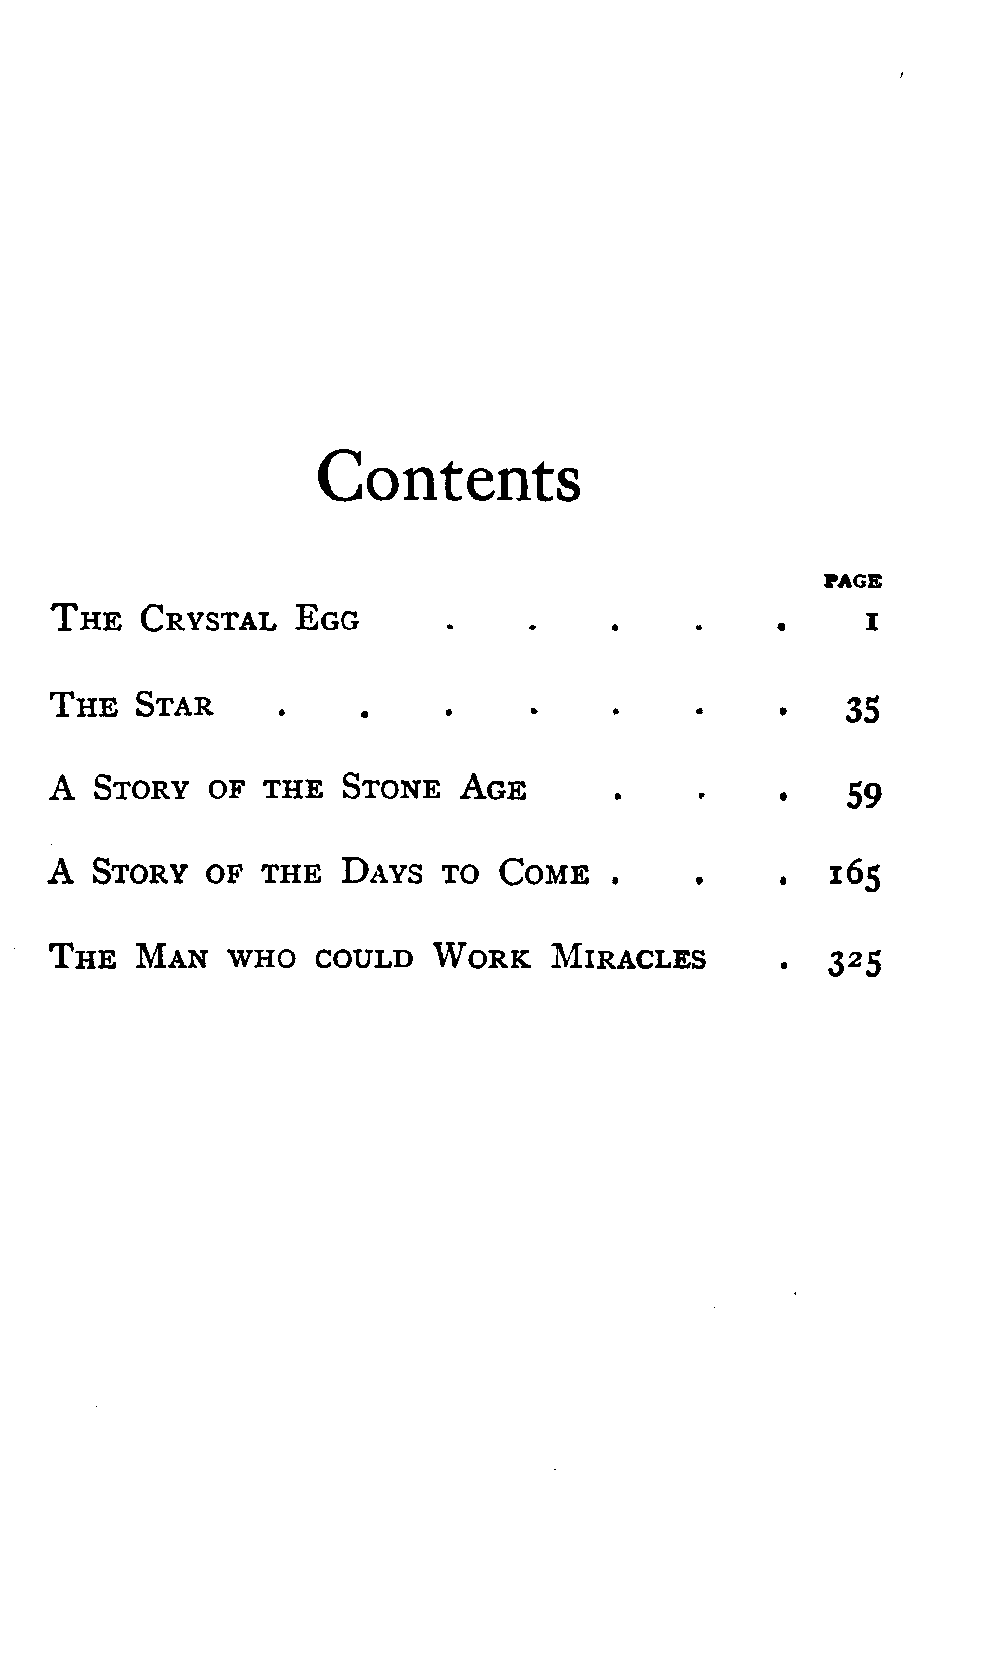 Contents
PAGE
The Crystal Egg . . . . . 1
The Star . . . . . . . 35
A Story of the Stone Age . . . 59
A Story of the Days to Come . . . 165
The Man who could Work Miracles . 325